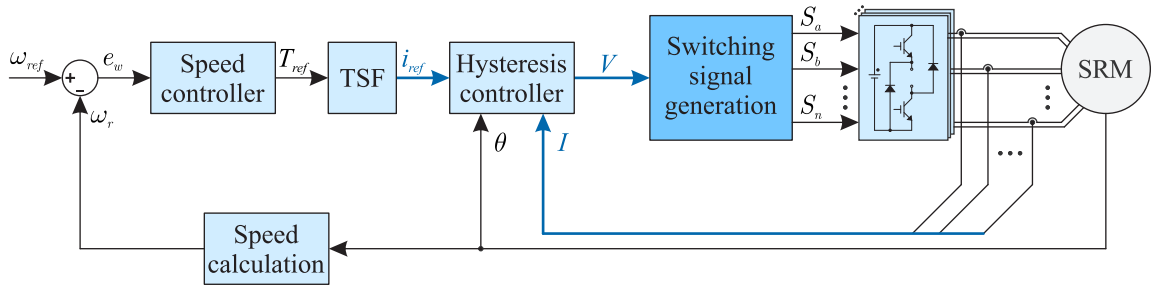 ω_ref
e_w
Speed
controller
T_ref
TSF
i_ref
Hysteresis
controller
V
Switching
signal
generation
S_a
S_b
S_n
SRM
ω_r
θ
I
Speed
calculation